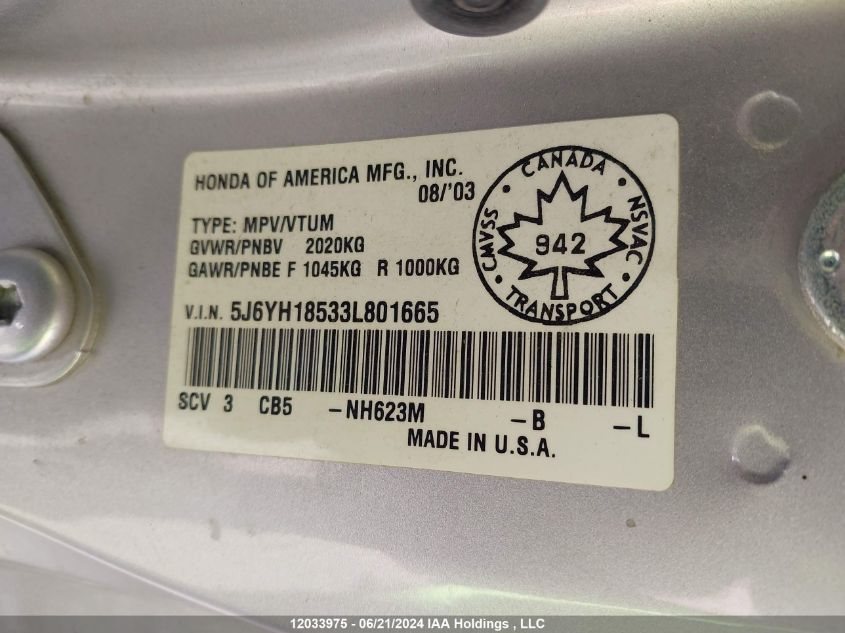 HONDA OF AMERICA MFG., INC.
08/'03
TYPE: MPV/VTUM
GVWR/PNBV 2020KG
GAWR/PNBE F 1045KG R 1000KG
V.I.N. 5J6YH18533L801665
SCV 3 CB5 -NH623M -B -L
MADE IN U.S.A.
CANADA
CMVSS · NSVAC
942
TRANSPORT
12033975 - 06/21/2024 IAA Holdings , LLC